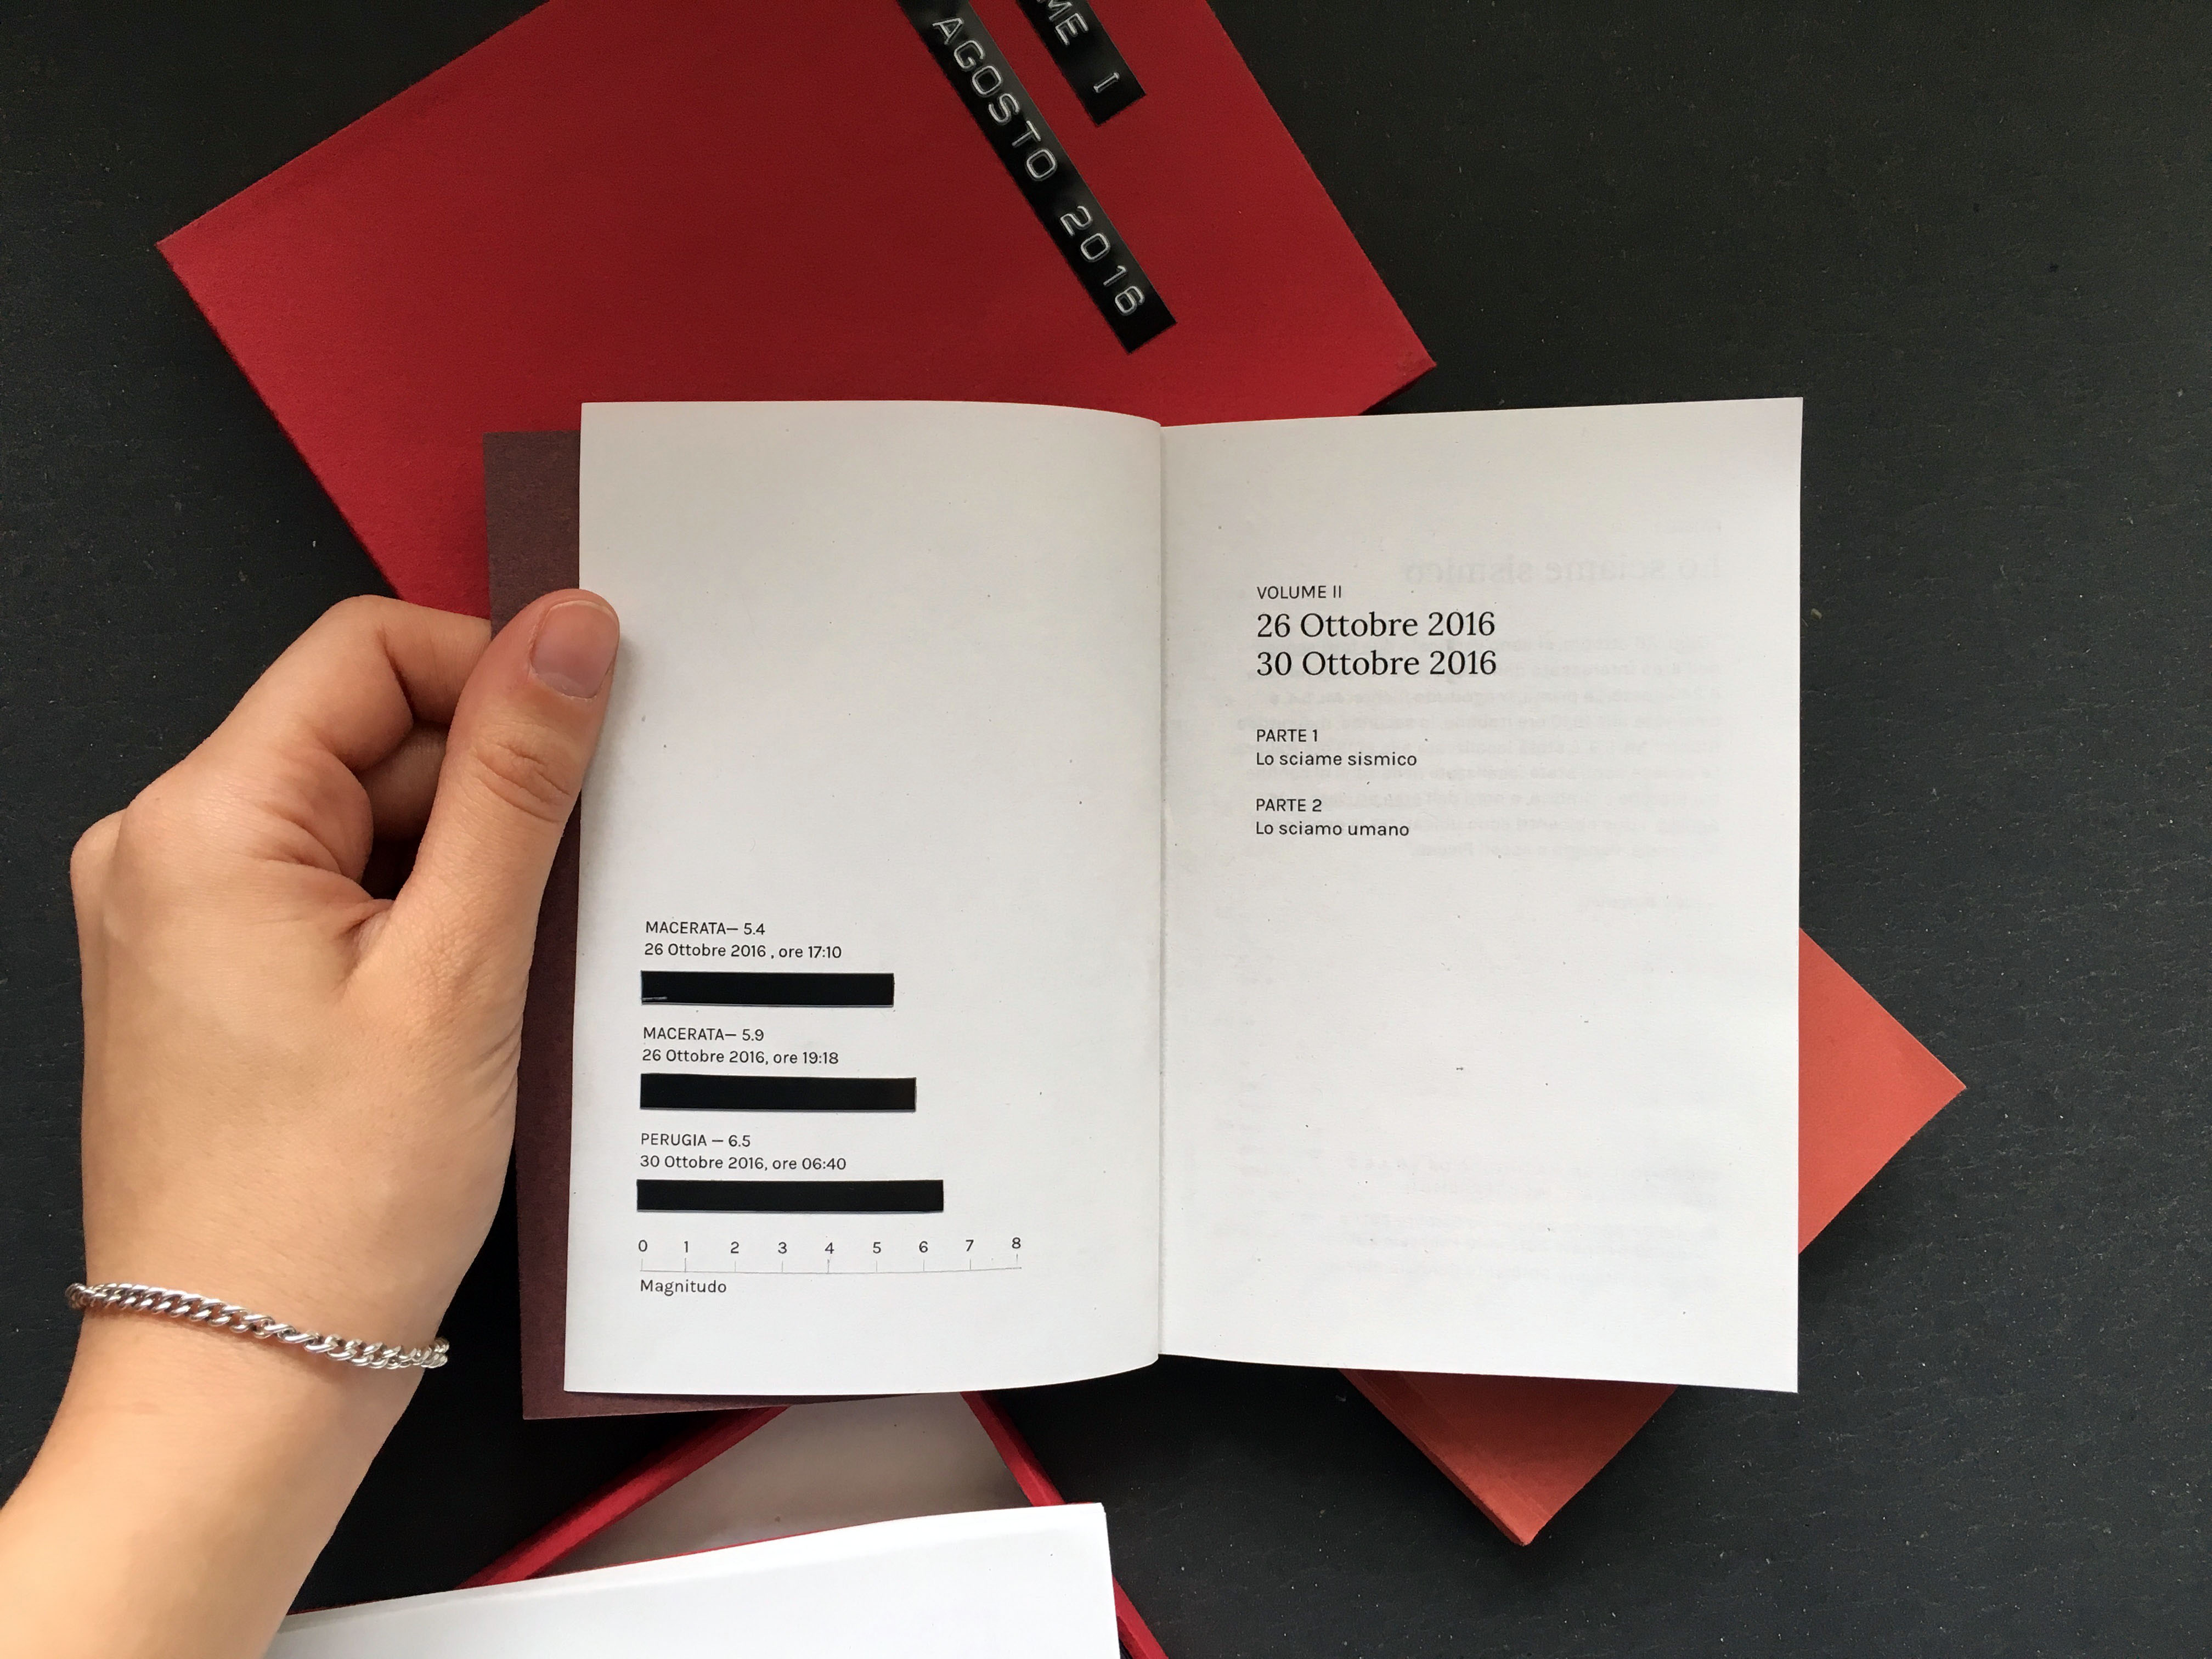 ME I
AGOSTO 2016
MACERATA— 5.4
26 Ottobre 2016 , ore 17:10
MACERATA— 5.9
26 Ottobre 2016, ore 19:18
PERUGIA — 6.5
30 Ottobre 2016, ore 06:40
0 1 2 3 4 5 6 7 8
Magnitudo
VOLUME II
26 Ottobre 2016
30 Ottobre 2016
PARTE 1
Lo sciame sismico
PARTE 2
Lo sciamo umano
Lo sciame sismico